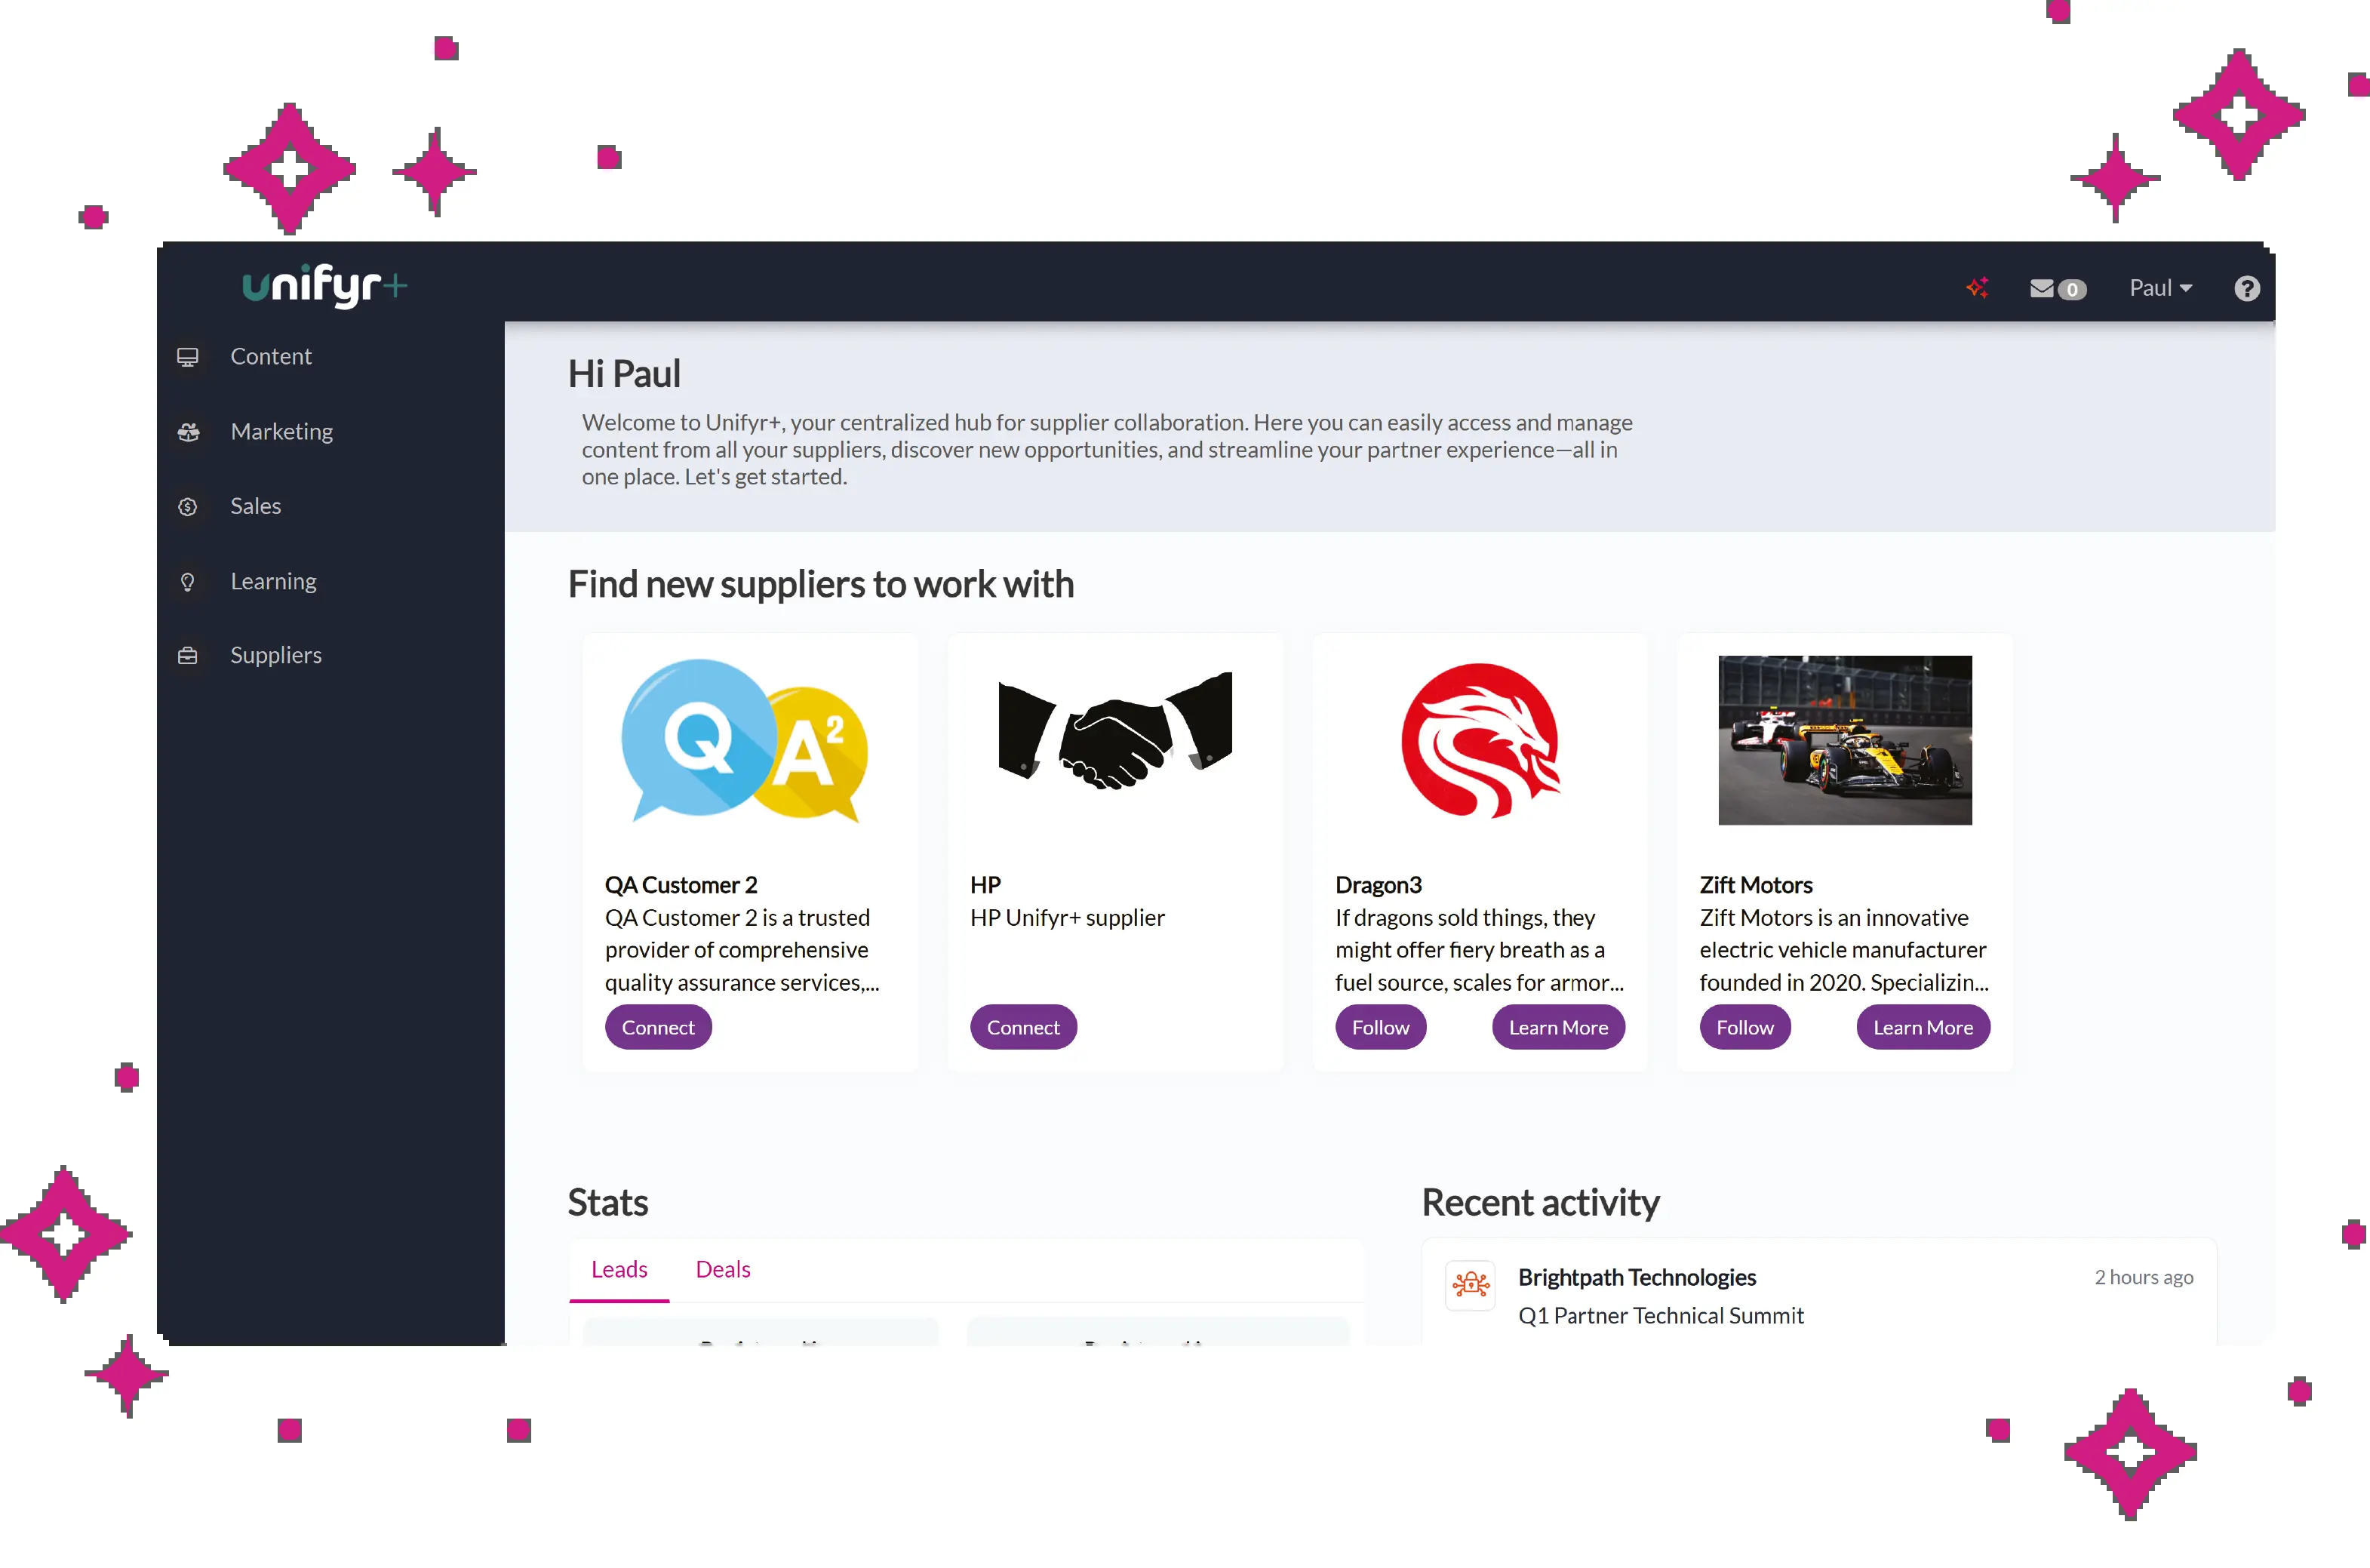 unifyr+
0
Paul
?
Content
Marketing
Sales
Learning
Suppliers
Hi Paul
Welcome to Unifyr+, your centralized hub for supplier collaboration. Here you can easily access and manage
content from all your suppliers, discover new opportunities, and streamline your partner experience—all in
one place. Let's get started.
Find new suppliers to work with
Q A²
QA Customer 2
QA Customer 2 is a trusted
provider of comprehensive
quality assurance services,...
Connect
HP
HP Unifyr+ supplier
Connect
Dragon3
If dragons sold things, they
might offer fiery breath as a
fuel source, scales for armor...
Follow
Learn More
Zift Motors
Zift Motors is an innovative
electric vehicle manufacturer
founded in 2020. Specializin...
Follow
Learn More
Stats
Leads
Deals
Recent activity
Brightpath Technologies
2 hours ago
Q1 Partner Technical Summit